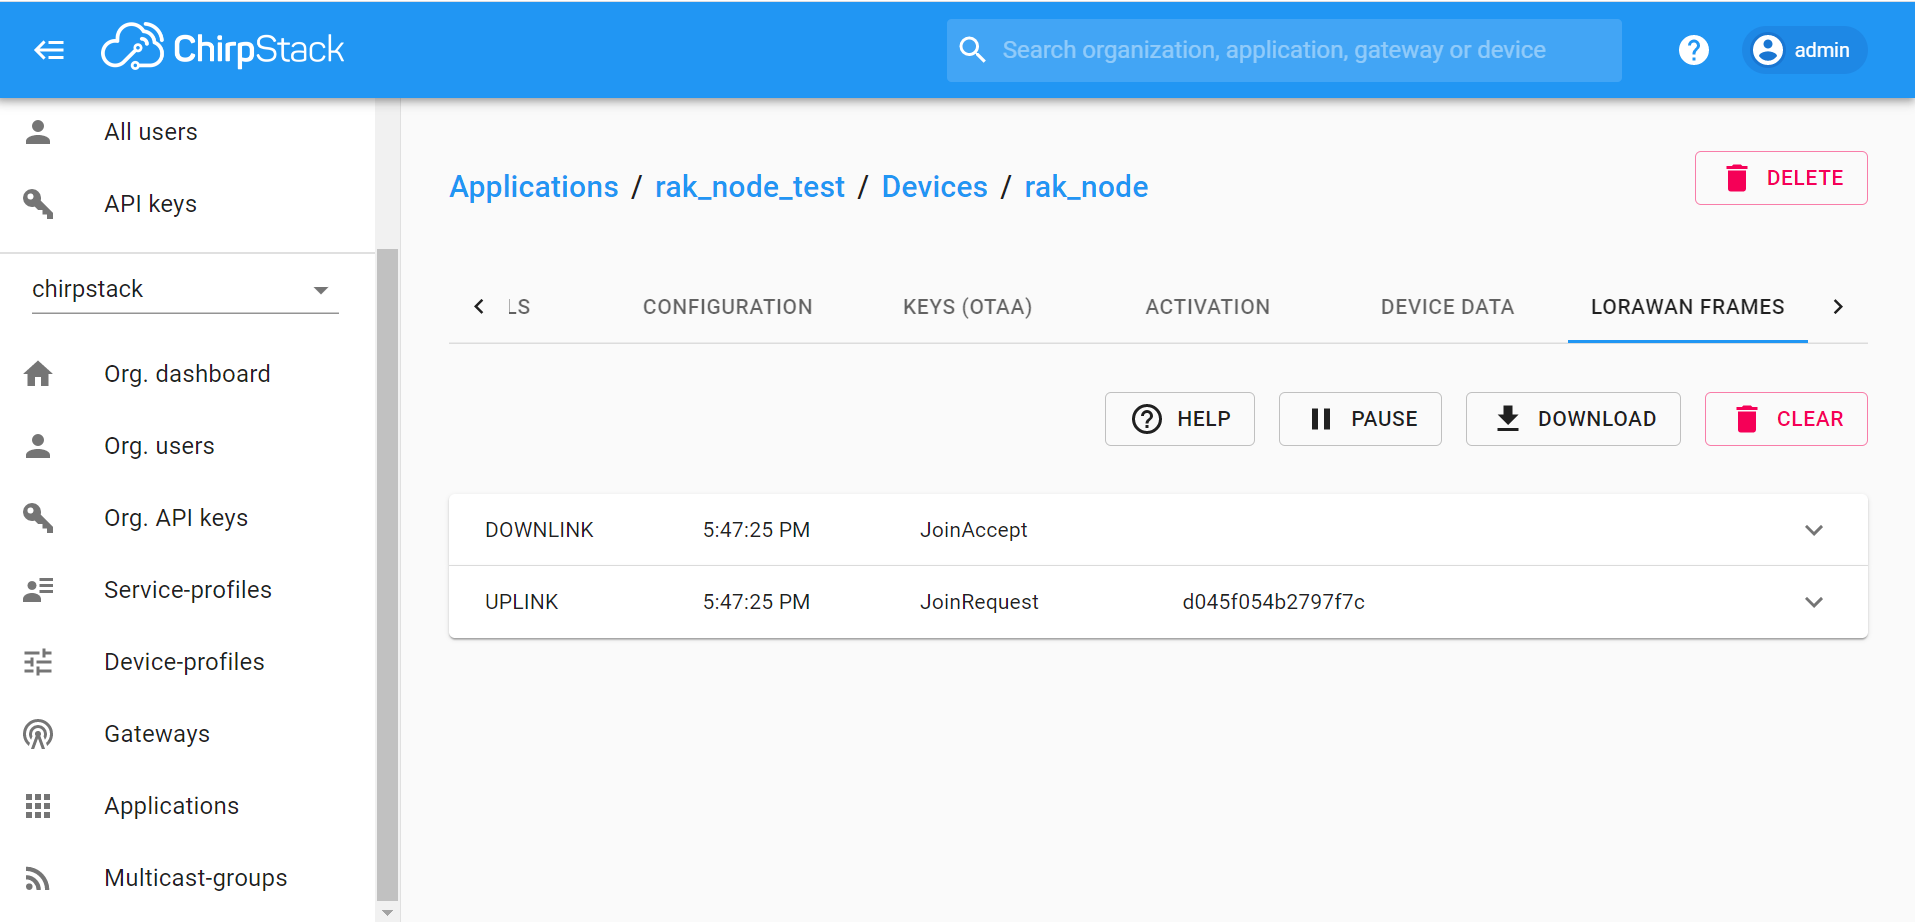 ChirpStack
Search organization, application, gateway or device
?
admin
All users
API keys
chirpstack
Org. dashboard
Org. users
Org. API keys
Service-profiles
Device-profiles
Gateways
Applications
Multicast-groups
Applications / rak_node_test / Devices / rak_node
DELETE
LS CONFIGURATION KEYS (OTAA) ACTIVATION DEVICE DATA LORAWAN FRAMES
? HELP PAUSE DOWNLOAD CLEAR
DOWNLINK 5:47:25 PM JoinAccept
UPLINK 5:47:25 PM JoinRequest d045f054b2797f7c